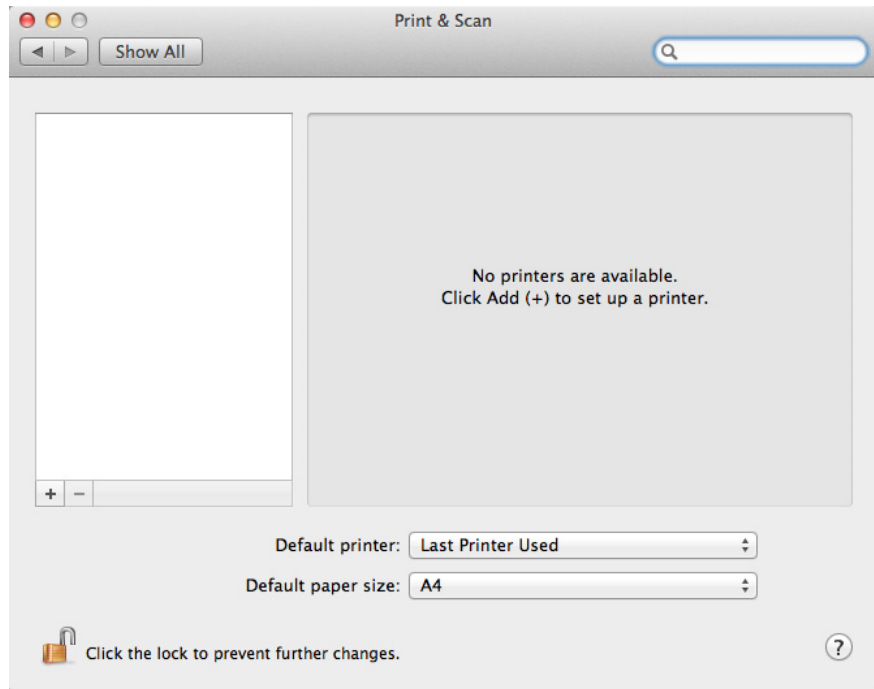 Print & Scan
Show All
No printers are available.
Click Add (+) to set up a printer.
+ −
Default printer: Last Printer Used
Default paper size: A4
Click the lock to prevent further changes.
?